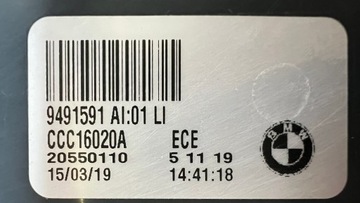 9491591 AI:01 LI
CCC16020A ECE
20550110 5 11 19
15/03/19 14:41:18
BMW